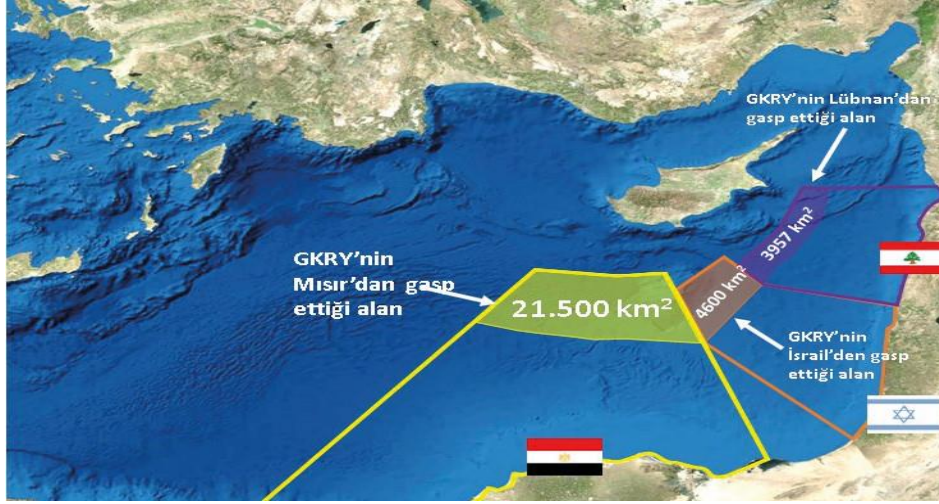 GKRY’nin Lübnan’dan
gasp ettiği alan
3957 km²
GKRY’nin
Mısır’dan gasp
ettiği alan
21.500 km²
4600 km²
GKRY’nin
İsrail’den gasp
ettiği alan